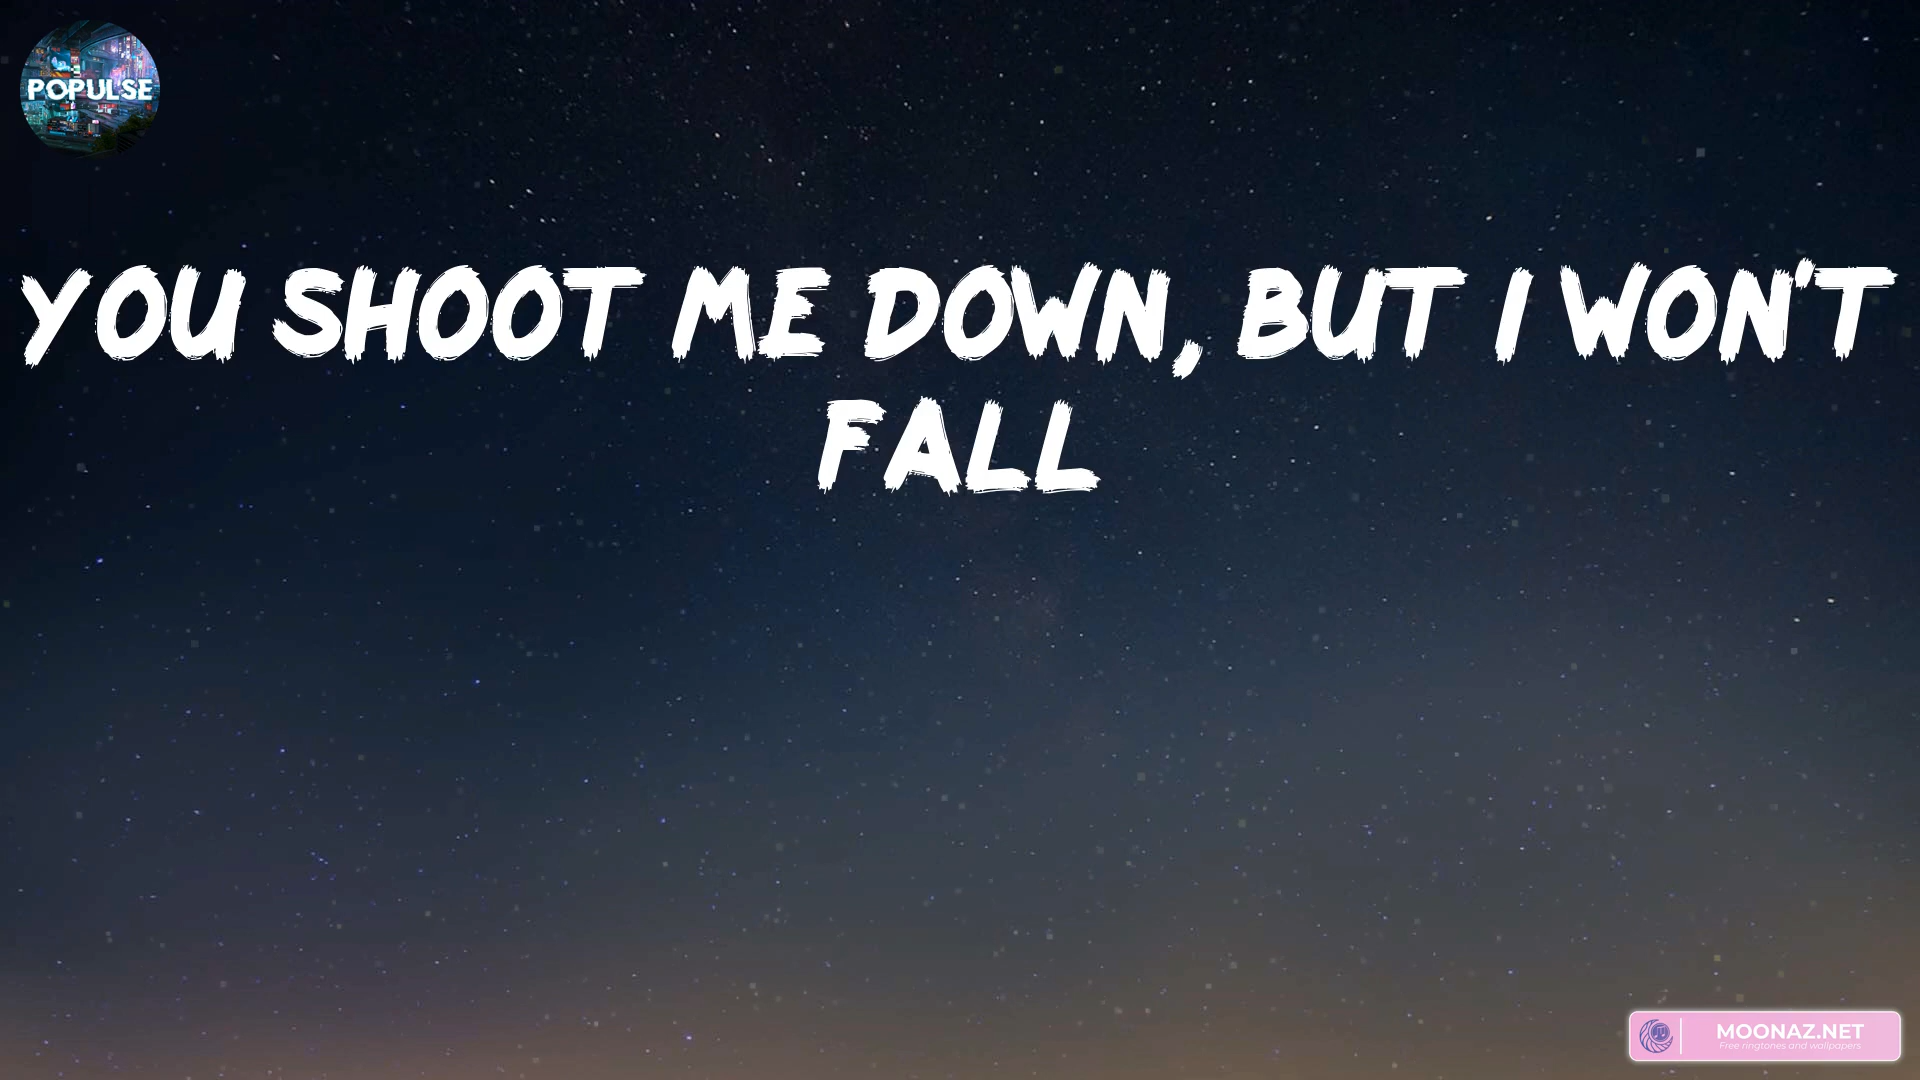 POPULSE
YOU SHOOT ME DOWN, BUT I WON'T
FALL
MOONAZ.NET
Free ringtones and wallpapers